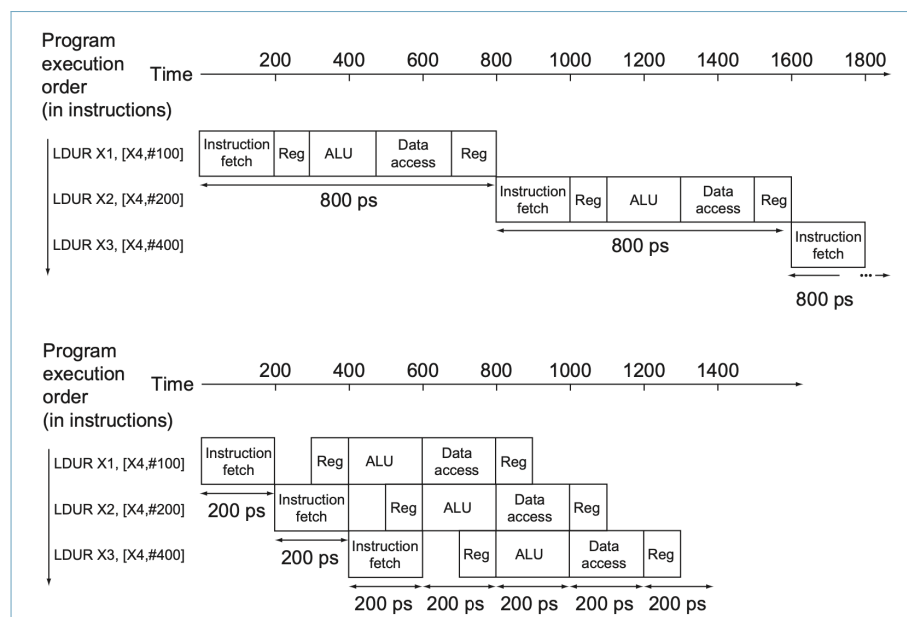 Program
execution
order
(in instructions)
Time
200 400 600 800 1000 1200 1400 1600 1800
LDUR X1, [X4,#100]
Instruction
fetch
Reg
ALU
Data
access
Reg
800 ps
LDUR X2, [X4,#200]
Instruction
fetch
Reg
ALU
Data
access
Reg
800 ps
LDUR X3, [X4,#400]
Instruction
fetch
...
800 ps
Program
execution
order
(in instructions)
Time
200 400 600 800 1000 1200 1400
LDUR X1, [X4,#100]
Instruction
fetch
Reg
ALU
Data
access
Reg
200 ps
LDUR X2, [X4,#200]
Instruction
fetch
Reg
ALU
Data
access
Reg
200 ps
LDUR X3, [X4,#400]
Instruction
fetch
Reg
ALU
Data
access
Reg
200 ps 200 ps 200 ps 200 ps 200 ps